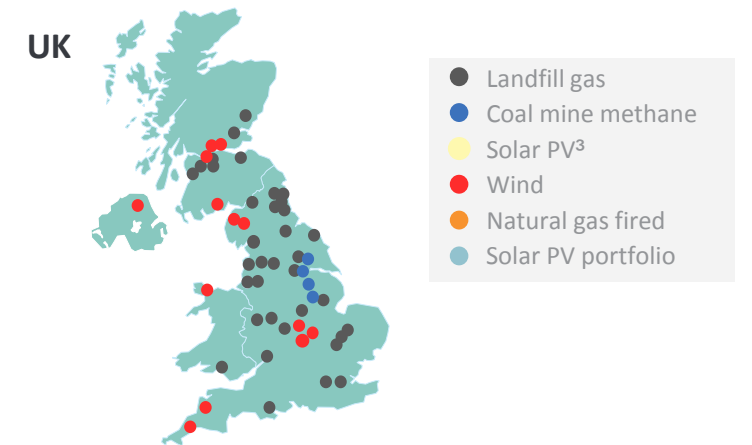 UK
Landfill gas
Coal mine methane
Solar PV³
Wind
Natural gas fired
Solar PV portfolio